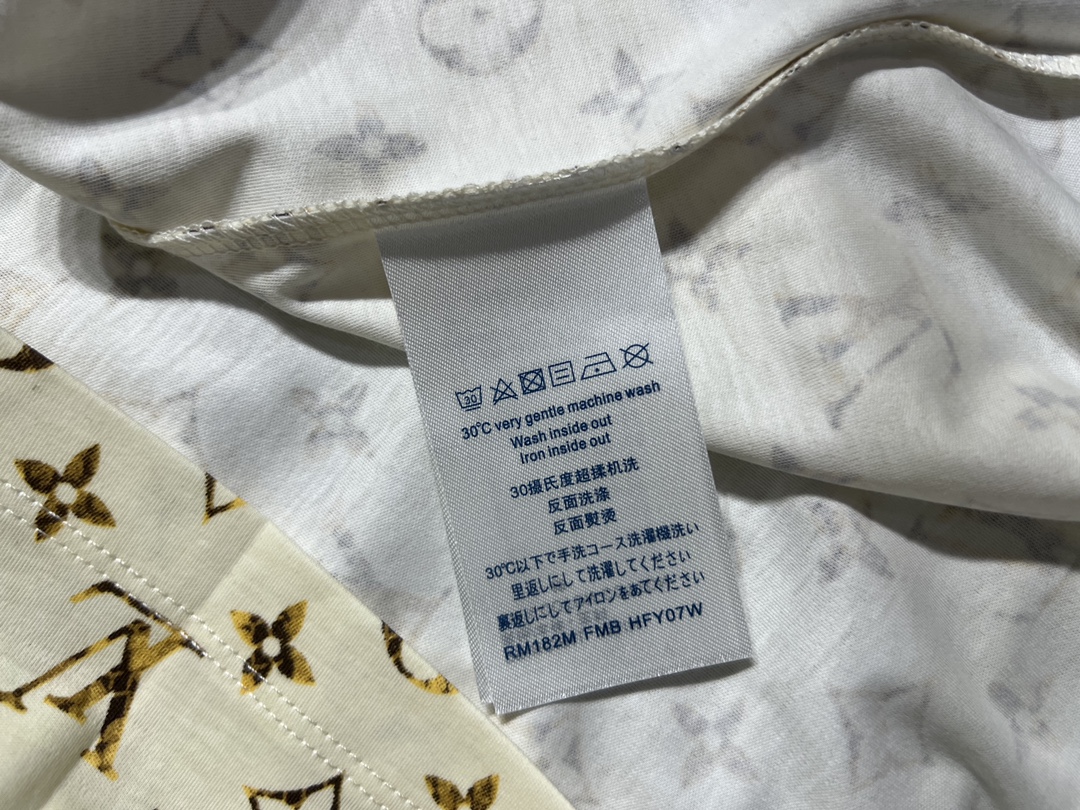 30
30℃ very gentle machine wash
Wash inside out
Iron inside out
30摄氏度超揉机洗
反面洗涤
反面熨烫
30℃以下で手洗コース洗濯機洗い
里返しにして洗濯してください
裏返しにしてアイロンをあてください
RM182M FMB HFY07W